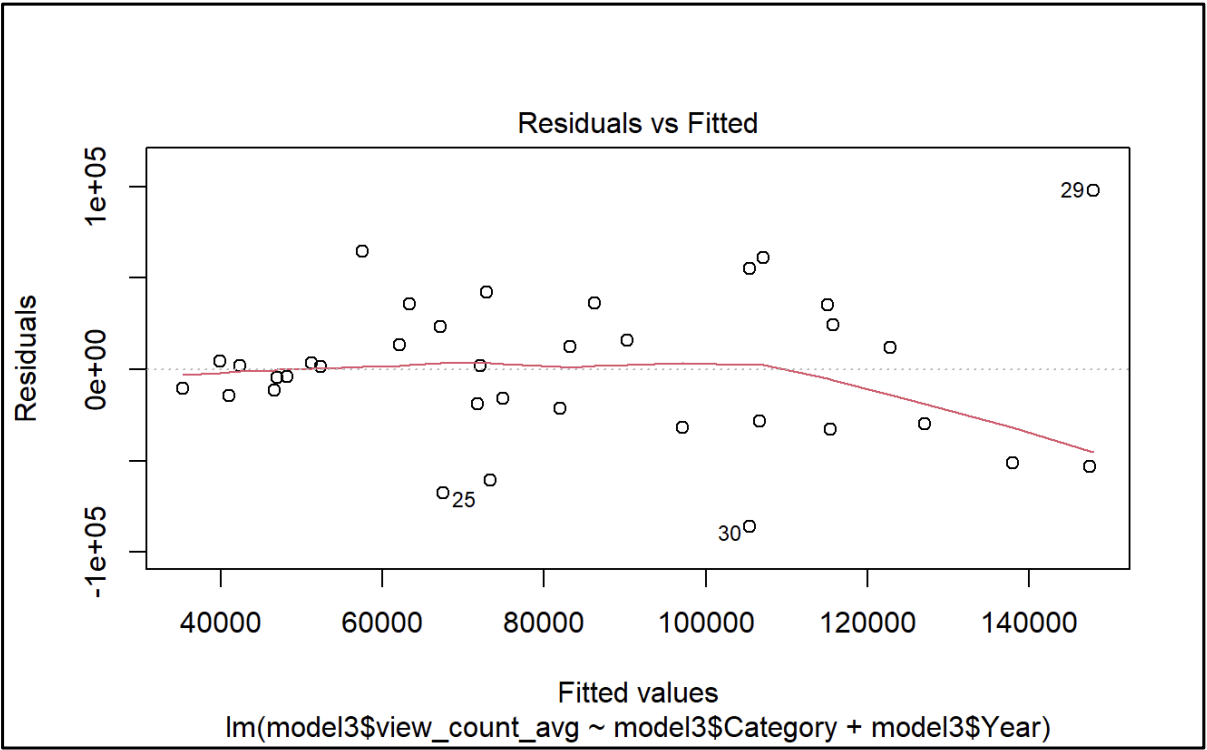 Residuals vs Fitted
Residuals
1e+05
0e+00
-1e+05
29
25
30
40000 60000 80000 100000 120000 140000
Fitted values
lm(model3$view_count_avg ~ model3$Category + model3$Year)